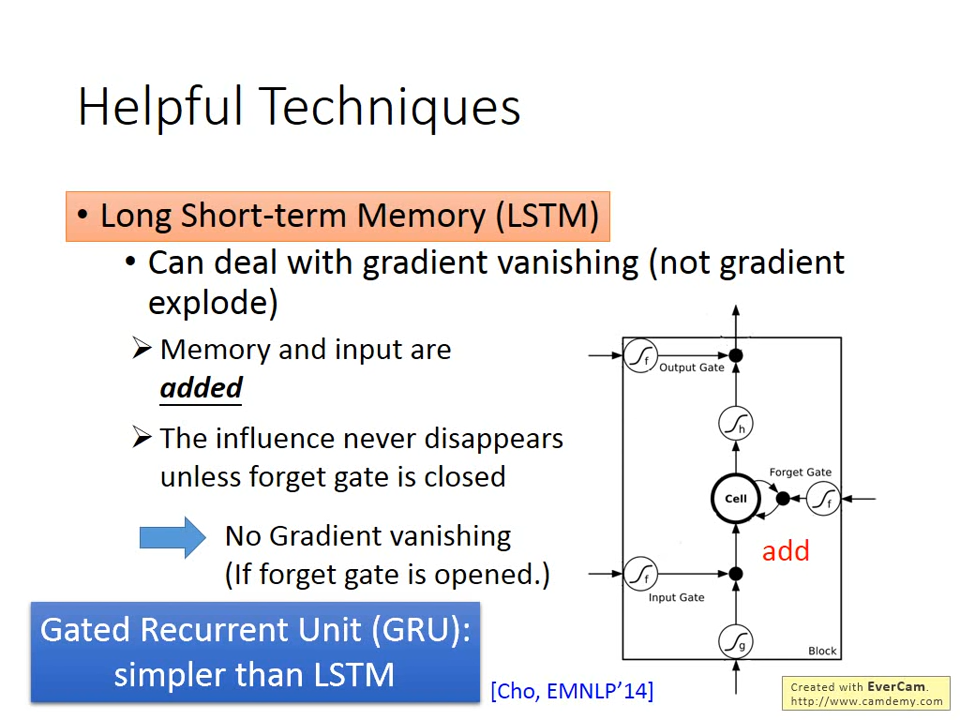 Helpful Techniques
• Long Short-term Memory (LSTM)
• Can deal with gradient vanishing (not gradient
explode)
➢ Memory and input are
added
➢ The influence never disappears
unless forget gate is closed
No Gradient vanishing
(If forget gate is opened.)
Gated Recurrent Unit (GRU):
simpler than LSTM
[Cho, EMNLP’14]
f
Output Gate
h
Forget Gate
Cell
f
add
f
Input Gate
g
Block
Created with EverCam.
http://www.camdemy.com